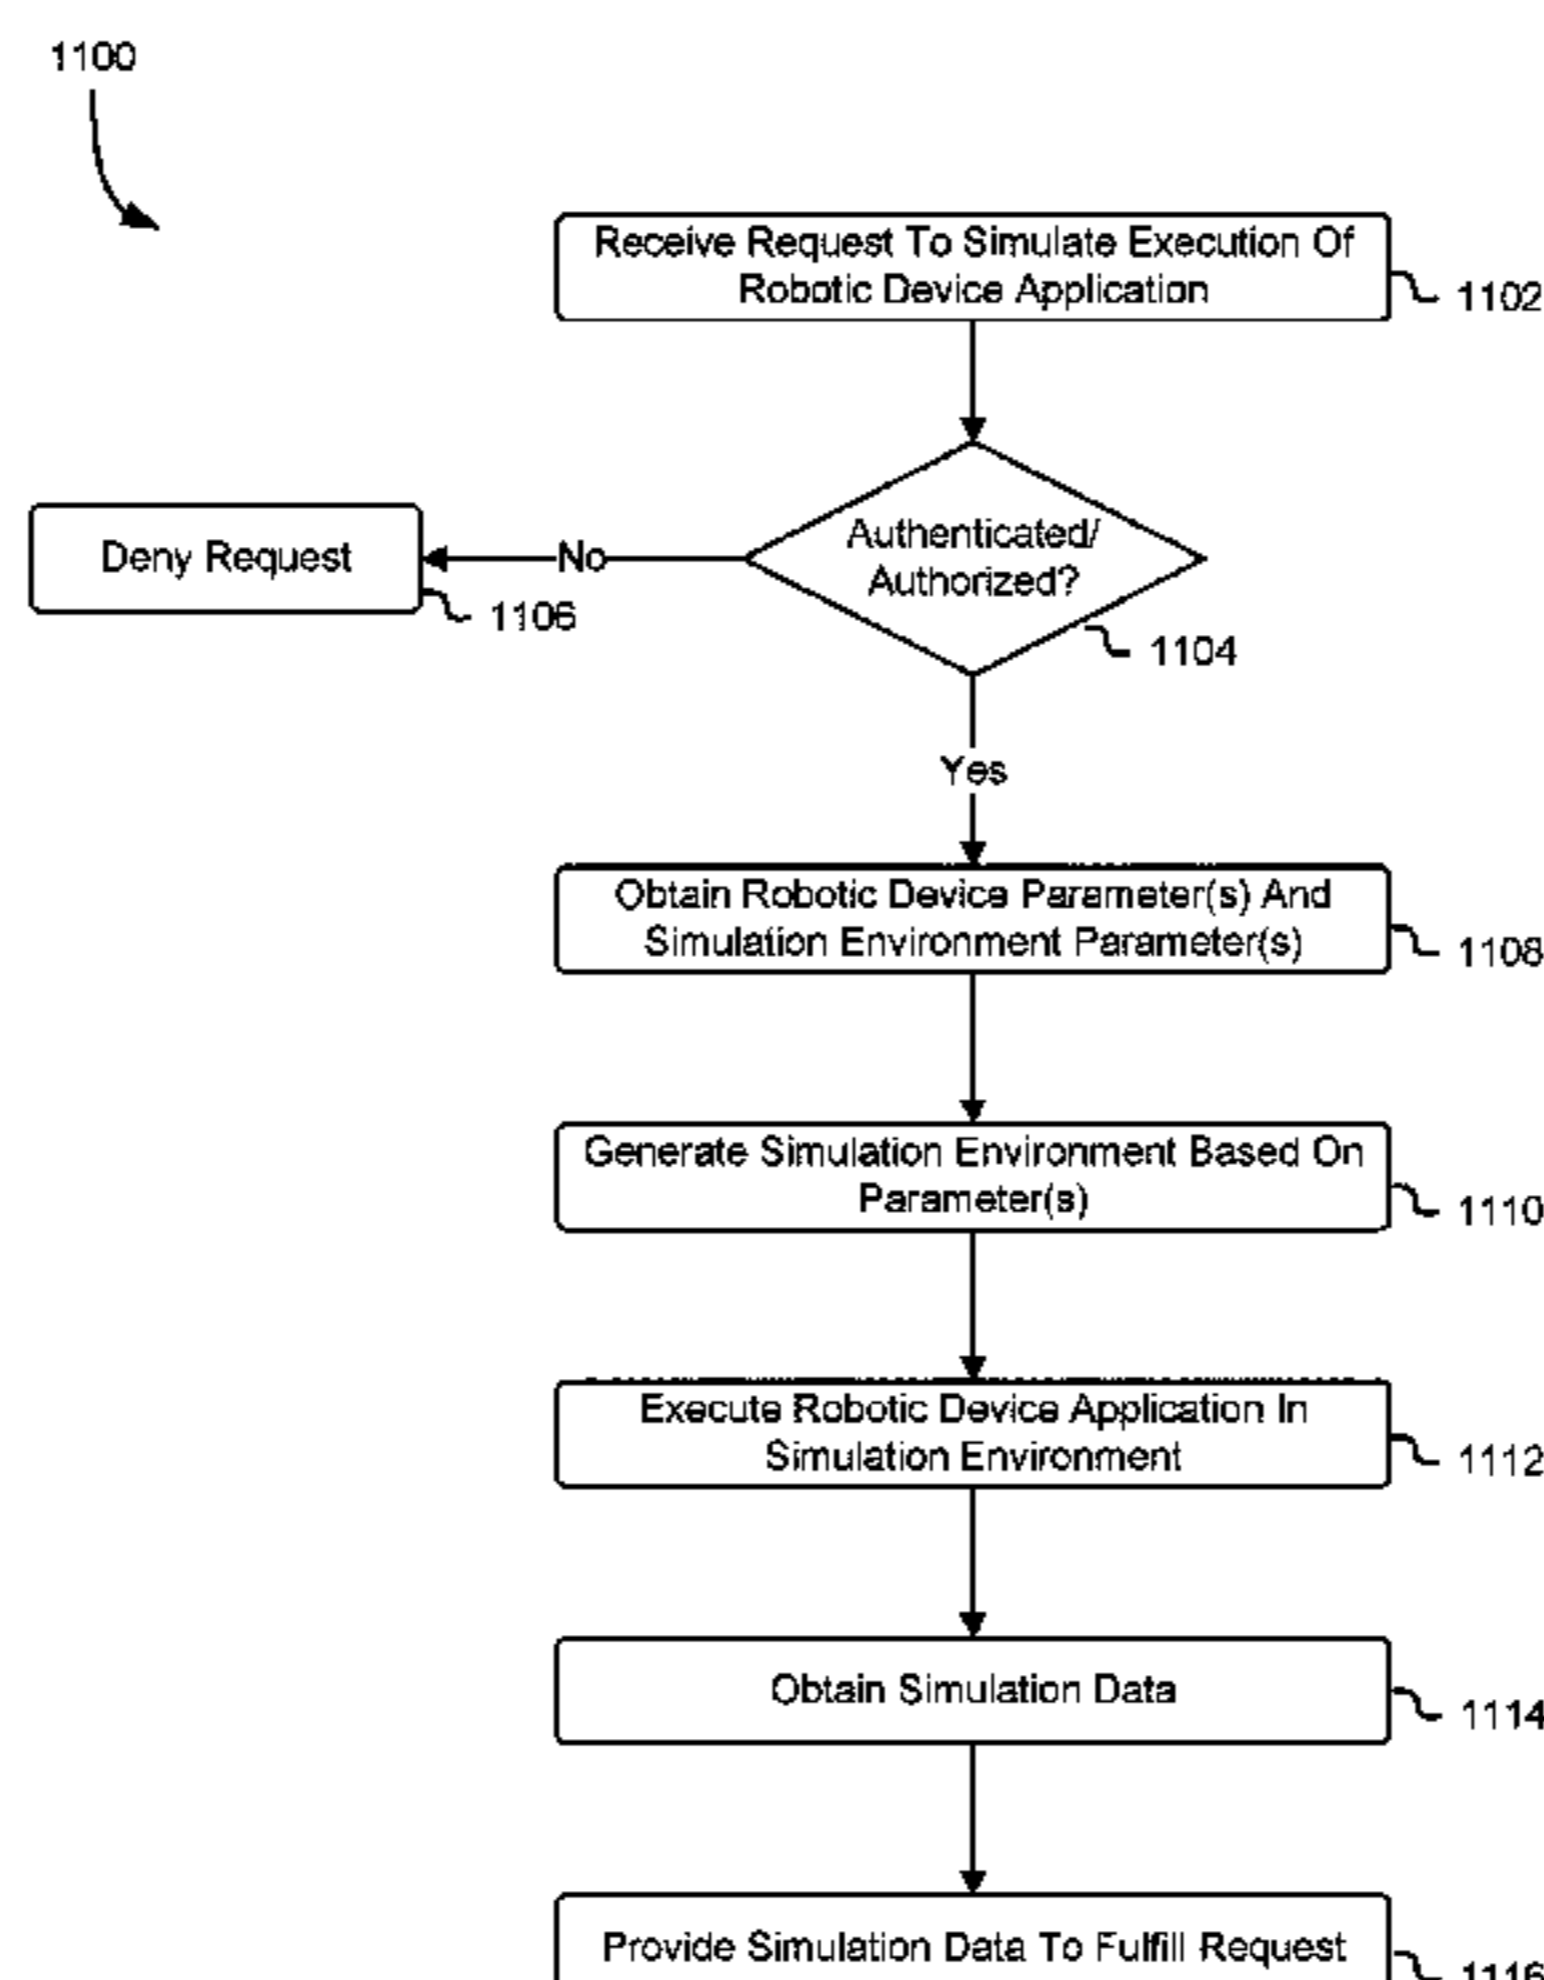 1100
Receive Request To Simulate Execution Of
Robotic Device Application
1102
Authenticated/
Authorized?
1104
No
Deny Request
1106
Yes
Obtain Robotic Device Parameter(s) And
Simulation Environment Parameter(s)
1108
Generate Simulation Environment Based On
Parameter(s)
1110
Execute Robotic Device Application In
Simulation Environment
1112
Obtain Simulation Data
1114
Provide Simulation Data To Fulfill Request
1116